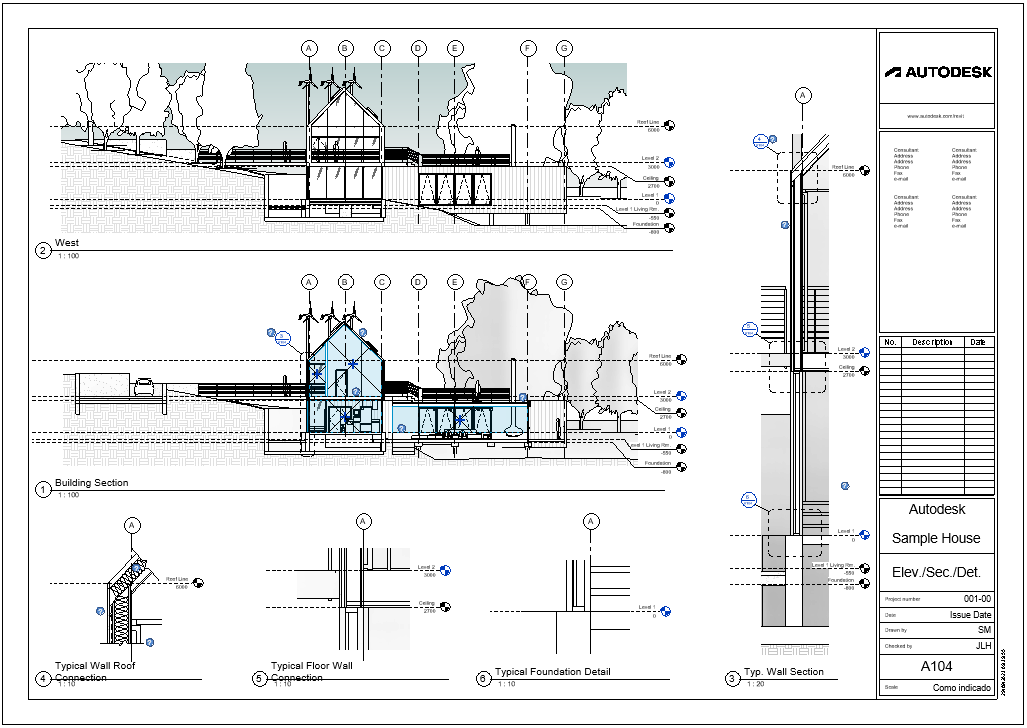 A B C D E F G
Roof Line
6000
Level 2
3000
Ceiling
2700
Level 1
0
Level 1 Living Rm.
-550
Foundation
-800
2 West
1 : 100
A B C D E F G
Roof Line
6000
Level 2
3000
Ceiling
2700
Level 1
0
Level 1 Living Rm.
-550
Foundation
-800
1 Building Section
1 : 100
A
Roof Line
6000
4 Typical Wall Roof
Connection
1 : 10
A
Level 2
3000
Ceiling
2700
5 Typical Floor Wall
Connection
1 : 10
A
Level 1
0
6 Typical Foundation Detail
1 : 10
A
Roof Line
6000
Level 2
3000
Ceiling
2700
Level 1
0
Level 1 Living Rm.
-550
Foundation
-800
3 Typ. Wall Section
1 : 20
AUTODESK
www.autodesk.com/revit
Consultant
Address
Address
Phone
Fax
e-mail
Consultant
Address
Address
Phone
Fax
e-mail
Consultant
Address
Address
Phone
Fax
e-mail
Consultant
Address
Address
Phone
Fax
e-mail
No. Description Date
Autodesk
Sample House
Elev./Sec./Det.
Project number 001-00
Date Issue Date
Drawn by SM
Checked by JLH
A104
Scale Como indicado